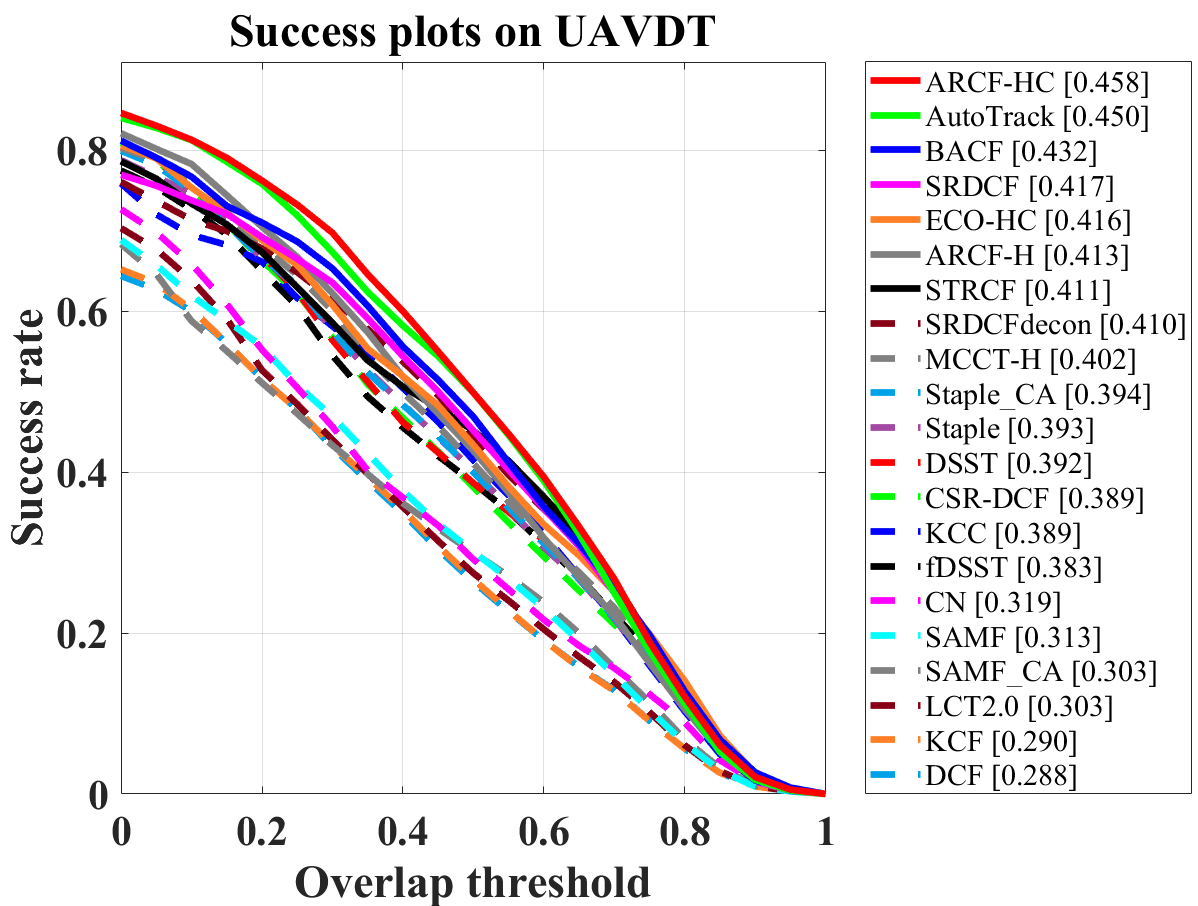 Success plots on UAVDT
Success rate
0.8
0.6
0.4
0.2
0
0
0.2
0.4
0.6
0.8
1
Overlap threshold
ARCF-HC [0.458]
AutoTrack [0.450]
BACF [0.432]
SRDCF [0.417]
ECO-HC [0.416]
ARCF-H [0.413]
STRCF [0.411]
SRDCFdecon [0.410]
MCCT-H [0.402]
Staple_CA [0.394]
Staple [0.393]
DSST [0.392]
CSR-DCF [0.389]
KCC [0.389]
fDSST [0.383]
CN [0.319]
SAMF [0.313]
SAMF_CA [0.303]
LCT2.0 [0.303]
KCF [0.290]
DCF [0.288]